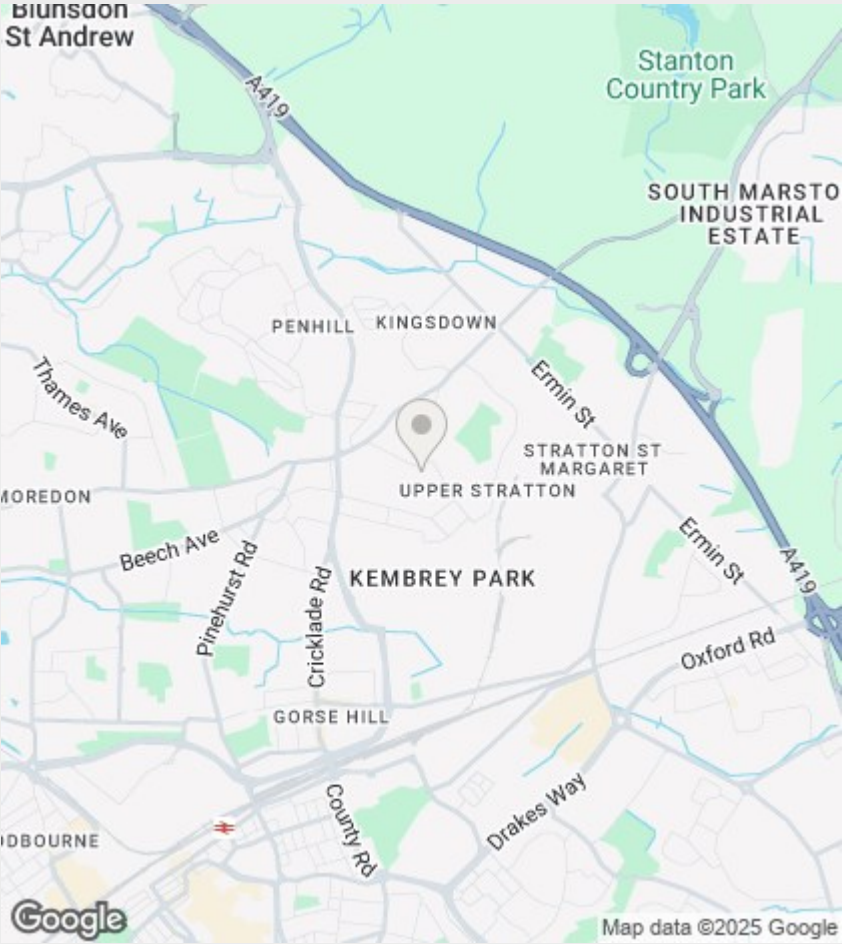 Blunsdon
St Andrew
A419
Stanton
Country Park
SOUTH MARSTO
INDUSTRIAL
ESTATE
PENHILL
KINGSDOWN
Thames Ave
Ermin St
STRATTON ST
MARGARET
UPPER STRATTON
MOREDON
Beech Ave
Pinehurst Rd
Cricklade Rd
KEMBREY PARK
Ermin St
A419
Oxford Rd
GORSE HILL
County Rd
Drakes Way
ODBOURNE
Google
Map data ©2025 Google